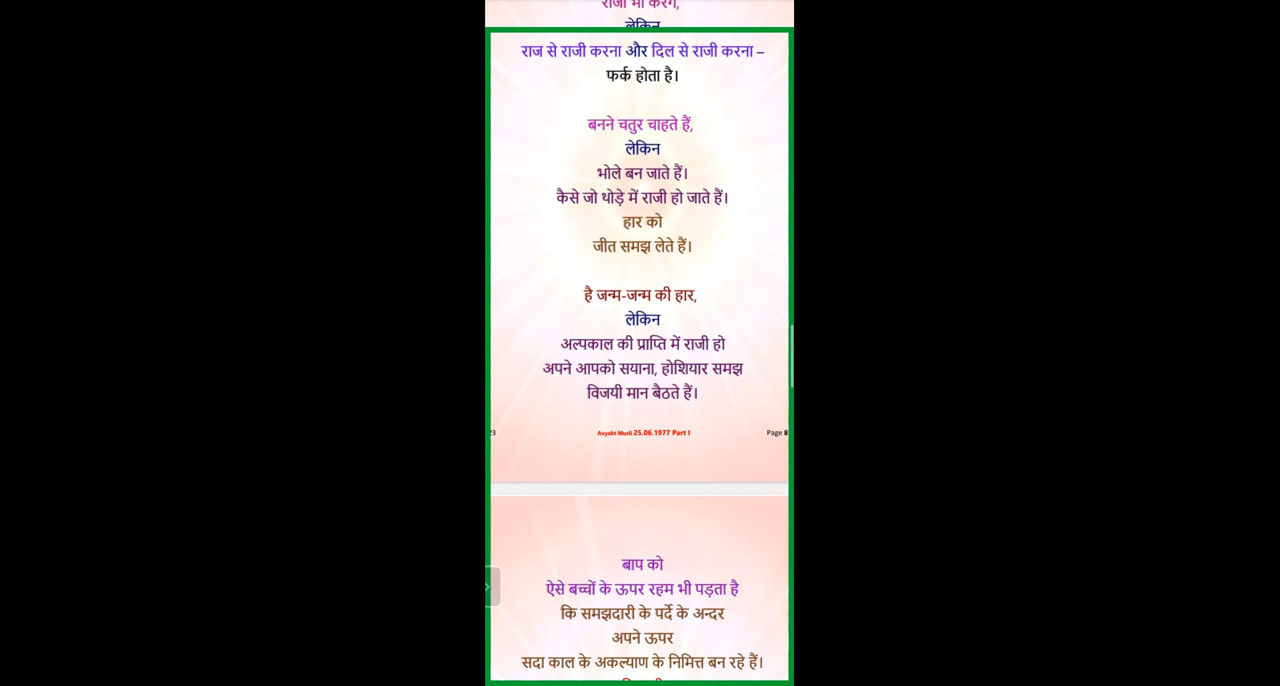 राजी भी करेंगे,
लेकिन
राज से राजी करना और दिल से राजी करना –
फर्क होता है।
बनने चतुर चाहते हैं,
लेकिन
भोले बन जाते हैं।
कैसे जो थोड़े में राजी हो जाते हैं।
हार को
जीत समझ लेते हैं।
है जन्म-जन्म की हार,
लेकिन
अल्पकाल की प्राप्ति में राजी हो
अपने आपको सयाना, होशियार समझ
विजयी मान बैठते हैं।
23 Avyakt Murli 25.06.1977 Part I Page 8
बाप को
ऐसे बच्चों के ऊपर रहम भी पड़ता है
कि समझदारी के पर्दे के अन्दर
अपने ऊपर
सदा काल के अकल्याण के निमित्त बन रहे हैं।